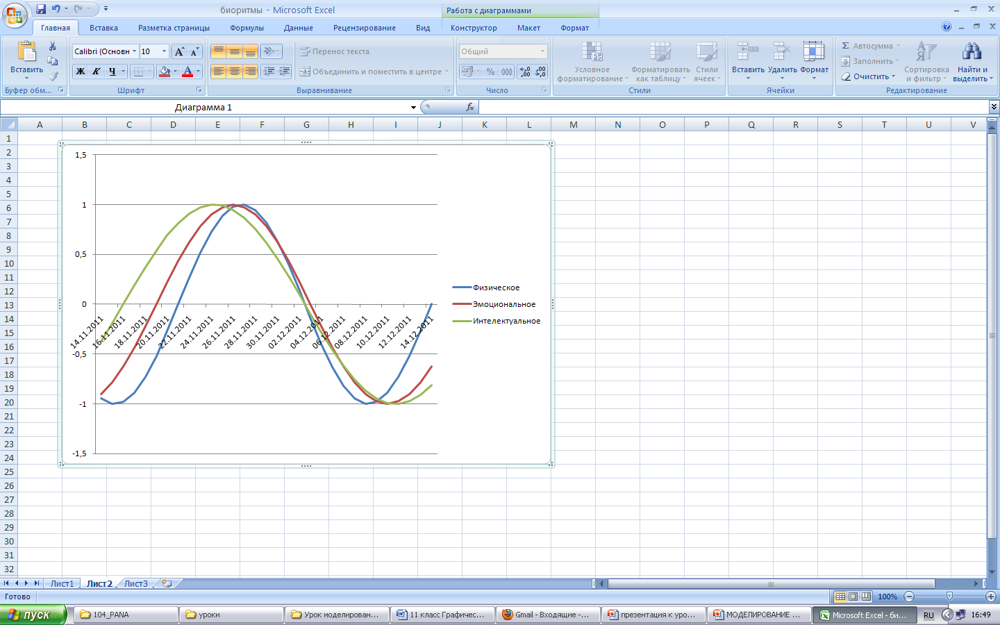 биоритмы - Microsoft Excel
Работа с диаграммами
Главная Вставка Разметка страницы Формулы Данные Рецензирование Вид Конструктор Макет Формат
Вставить
Буфер обм...
Calibri (Основн 10
Ж К Ч
Шрифт
Перенос текста
Объединить и поместить в центре
Выравнивание
Общий
% 000
Число
Условное форматирование
Форматировать как таблицу
Стили ячеек
Стили
Вставить Удалить Формат
Ячейки
Σ Автосумма
Заполнить
Очистить
Сортировка и фильтр
Найти и выделить
Редактирование
Диаграмма 1
fx
A B C D E F G H I J K L M N O P Q R S T U V
1
2
3
4
5
6
7
8
9
10
11
12
13
14
15
16
17
18
19
20
21
22
23
24
25
26
27
28
29
30
31
32
1,5
1
0,5
0
-0,5
-1
-1,5
14.11.2011
16.11.2011
18.11.2011
20.11.2011
22.11.2011
24.11.2011
26.11.2011
28.11.2011
30.11.2011
02.12.2011
04.12.2011
06.12.2011
08.12.2011
10.12.2011
12.12.2011
14.12.2011
Физическое
Эмоциональное
Интелектуальное
Лист1 Лист2 Лист3
Готово
100%
пуск
104_PANA
уроки
Урок моделирован...
11 класс Графичес...
Gmail - Входящие -...
презентация к уро...
МОДЕЛИРОВАНИЕ ...
Microsoft Excel - би...
RU
16:49